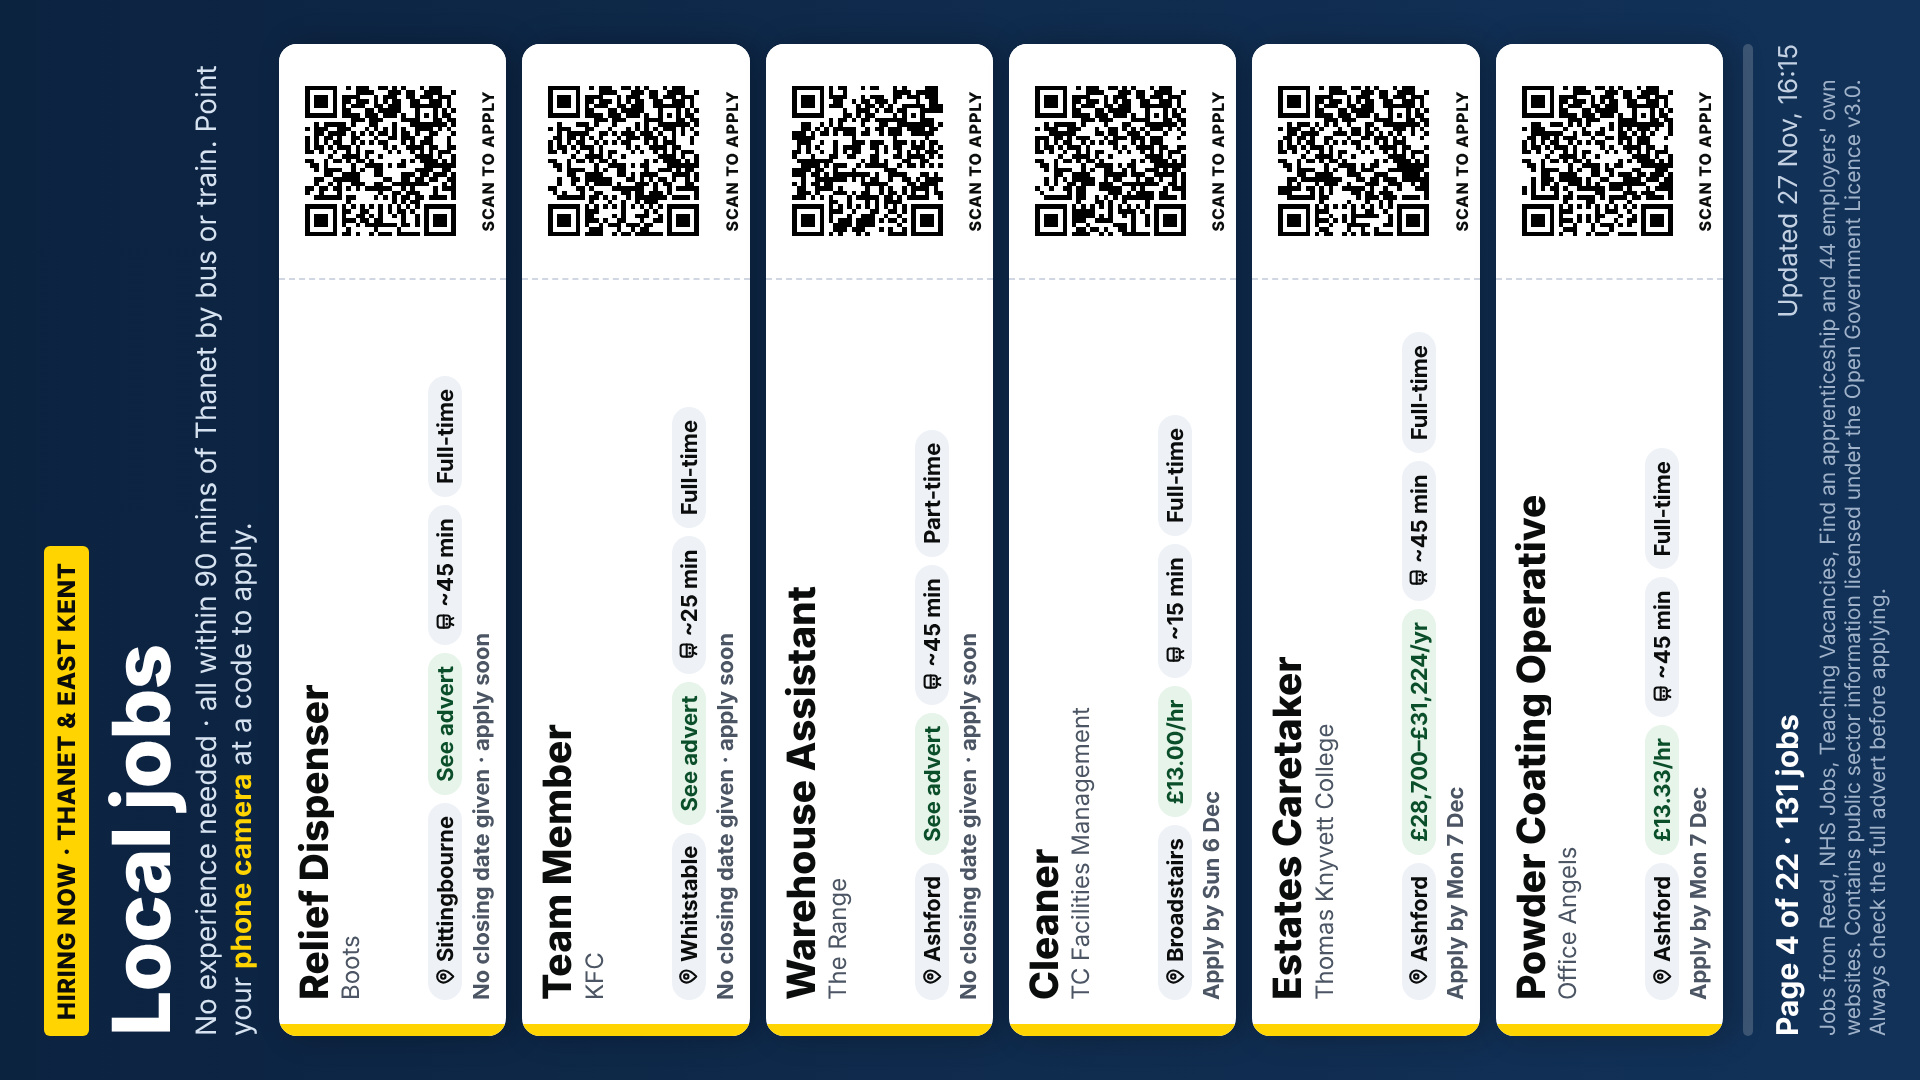 HIRING NOW · THANET & EAST KENT
Local jobs
No experience needed · all within 90 mins of Thanet by bus or train. Point
your phone camera at a code to apply.
Relief Dispenser
Boots
Sittingbourne
See advert
~45 min
Full-time
No closing date given · apply soon
SCAN TO APPLY
Team Member
KFC
Whitstable
See advert
~25 min
Full-time
No closing date given · apply soon
SCAN TO APPLY
Warehouse Assistant
The Range
Ashford
See advert
~45 min
Part-time
No closing date given · apply soon
SCAN TO APPLY
Cleaner
TC Facilities Management
Broadstairs
£13.00/hr
~15 min
Full-time
Apply by Sun 6 Dec
SCAN TO APPLY
Estates Caretaker
Thomas Knyvett College
Ashford
£28,700–£31,224/yr
~45 min
Full-time
Apply by Mon 7 Dec
SCAN TO APPLY
Powder Coating Operative
Office Angels
Ashford
£13.33/hr
~45 min
Full-time
Apply by Mon 7 Dec
SCAN TO APPLY
Page 4 of 22 · 131 jobs
Updated 27 Nov, 16:15
Jobs from Reed, NHS Jobs, Teaching Vacancies, Find an apprenticeship and 44 employers' own
websites. Contains public sector information licensed under the Open Government Licence v3.0.
Always check the full advert before applying.